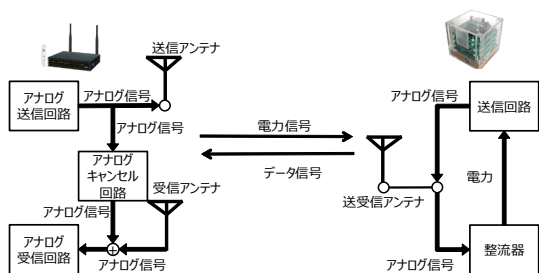 送信アンテナ
アナログ
送信回路
アナログ信号
アナログ信号
アナログ
キャンセル
回路
受信アンテナ
アナログ信号
アナログ
受信回路
アナログ信号
電力信号
データ信号
送受信アンテナ
アナログ信号
送信回路
電力
アナログ信号
整流器